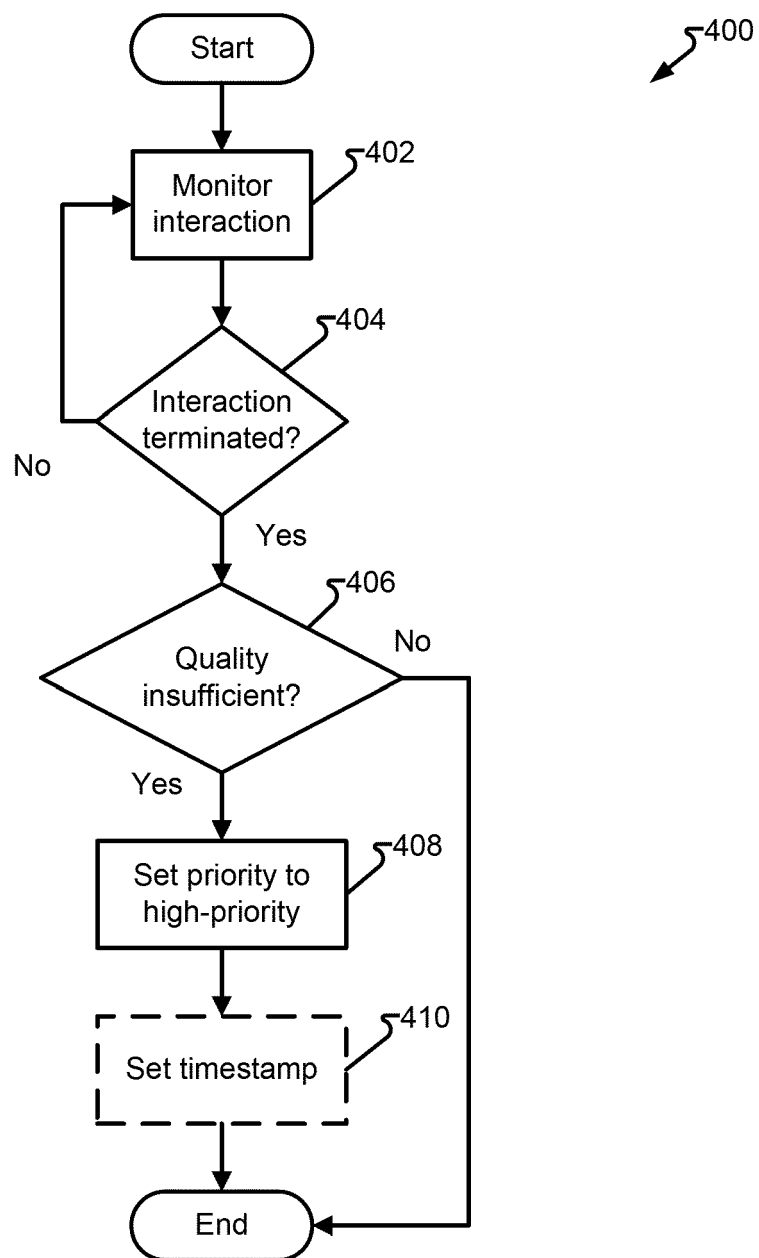 Start
400
Monitor
interaction
402
404
Interaction
terminated?
No
Yes
406
Quality
insufficient?
No
Yes
408
Set priority to
high-priority
410
Set timestamp
End